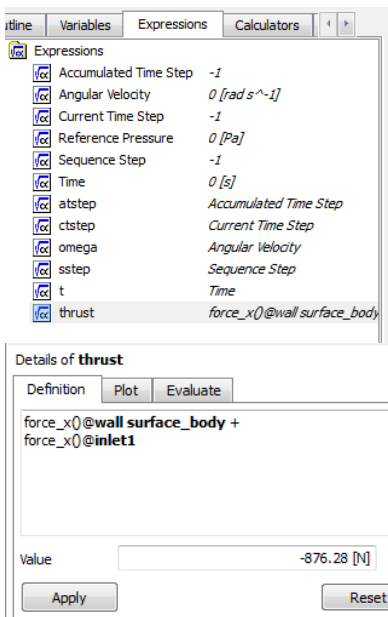 utline Variables Expressions Calculators
Expressions
Accumulated Time Step -1
Angular Velocity 0 [rad s^-1]
Current Time Step -1
Reference Pressure 0 [Pa]
Sequence Step -1
Time 0 [s]
atstep Accumulated Time Step
ctstep Current Time Step
omega Angular Velocity
sstep Sequence Step
t Time
thrust force_x()@wall surface_body
Details of thrust
Definition Plot Evaluate
force_x()@wall surface_body +
force_x()@inlet1
Value -876.28 [N]
Apply Reset